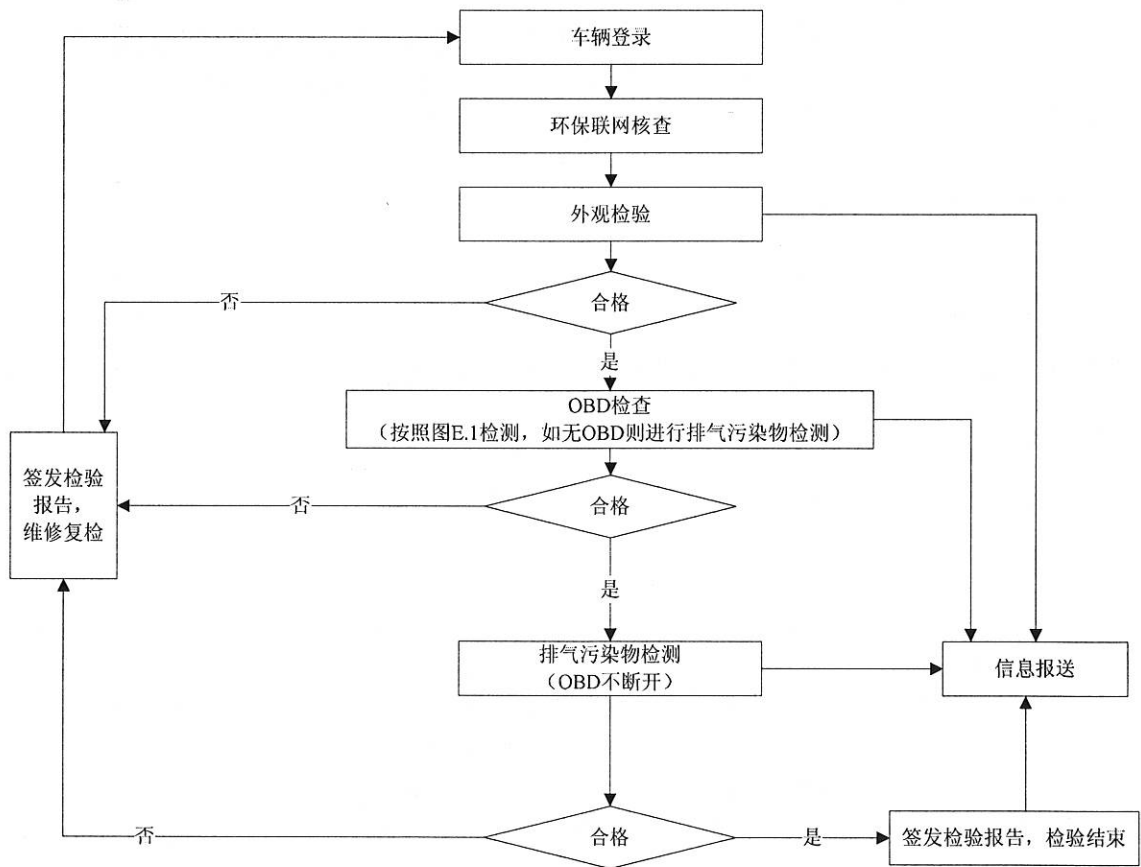 车辆登录
环保联网核查
外观检验
合格
否
是
OBD检查
（按照图E.1检测，如无OBD则进行排气污染物检测）
签发检验
报告，
维修复检
合格
否
是
排气污染物检测
（OBD不断开）
信息报送
合格
否
是
签发检验报告，检验结束